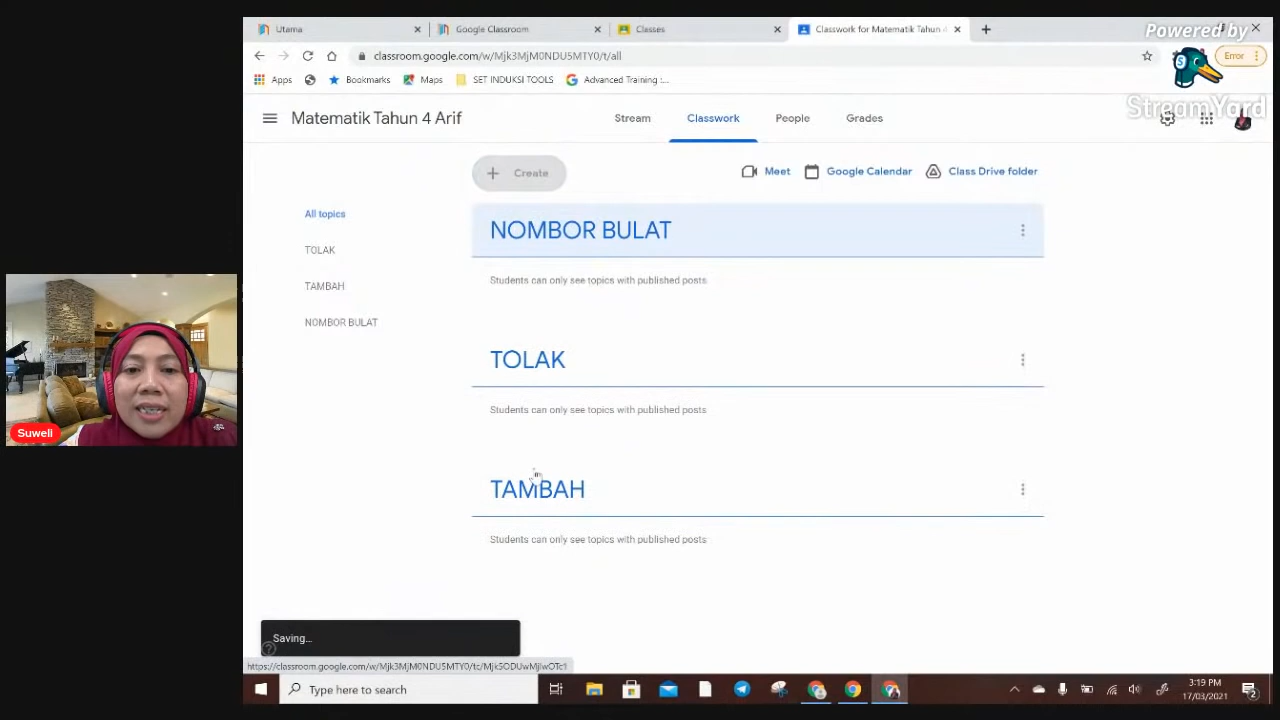 Utama
Google Classroom
Classes
Classwork for Matematik Tahun 4
Powered by
classroom.google.com/w/Mjk3MjM0NDU5MTY0/t/all
Error
Apps
Bookmarks
Maps
SET INDUKSI TOOLS
Advanced Training :...
StreamYard
Matematik Tahun 4 Arif
Stream
Classwork
People
Grades
Create
Meet
Google Calendar
Class Drive folder
All topics
TOLAK
TAMBAH
NOMBOR BULAT
NOMBOR BULAT
Students can only see topics with published posts
TOLAK
Students can only see topics with published posts
TAMBAH
Students can only see topics with published posts
Suweli
Saving...
Type here to search
3:19 PM
17/03/2021